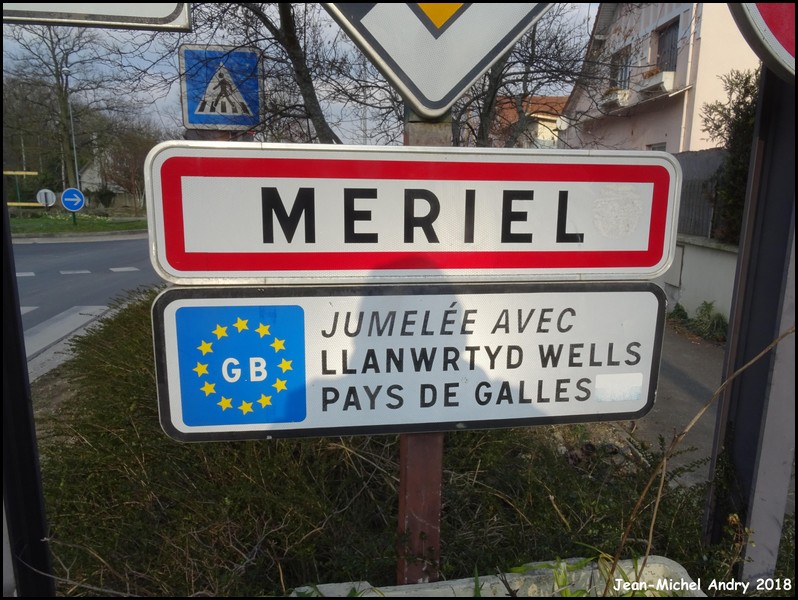 MERIEL
GB
JUMELÉE AVEC
LLANWRTYD WELLS
PAYS DE GALLES
Jean-Michel Andry 2018